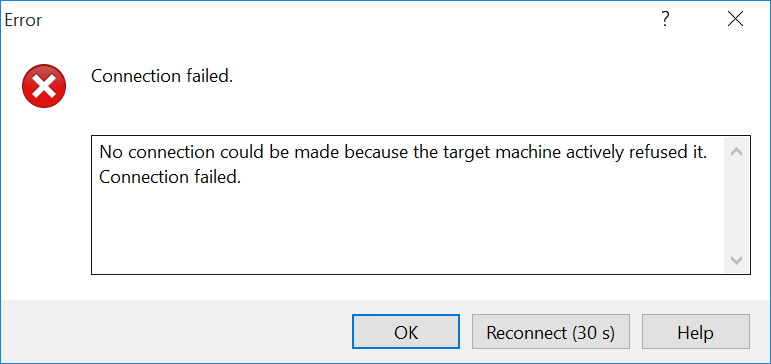 Error
?
Connection failed.
No connection could be made because the target machine actively refused it.
Connection failed.
OK
Reconnect (30 s)
Help